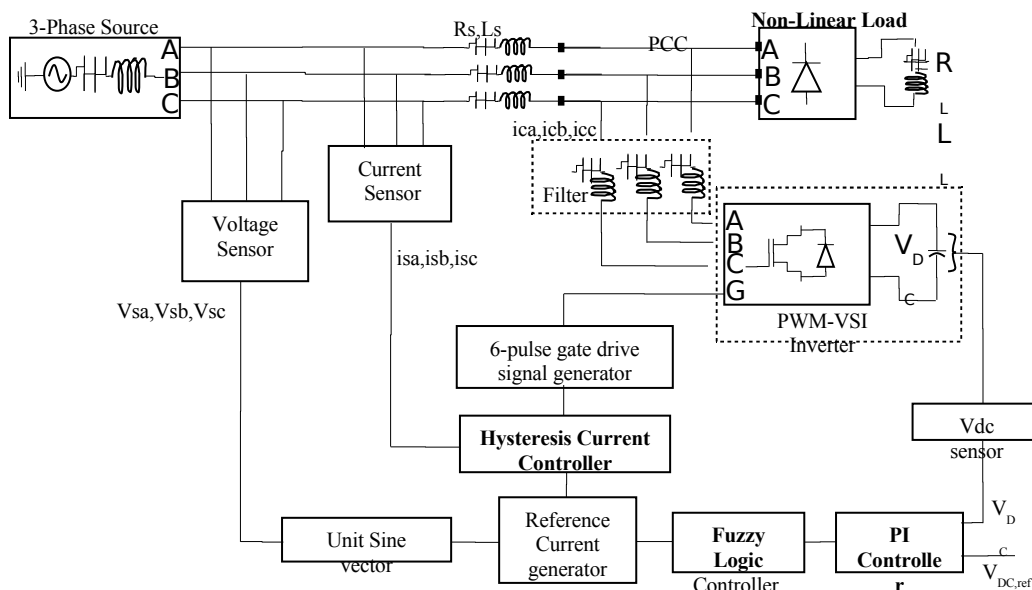 3-Phase Source
Rs,Ls
Non-Linear Load
PCC
A
B
C
A
B
C
R
L
L
L
ica,icb,icc
Current
Sensor
Filter
Voltage
Sensor
isa,isb,isc
A
B
C
G
V
D
C
Vsa,Vsb,Vsc
PWM-VSI
Inverter
6-pulse gate drive
signal generator
Hysteresis Current
Controller
Vdc
sensor
Unit Sine
vector
Reference
Current
generator
Fuzzy
Logic
Controller
PI
Controlle
r
V
D
C
V
DC,ref